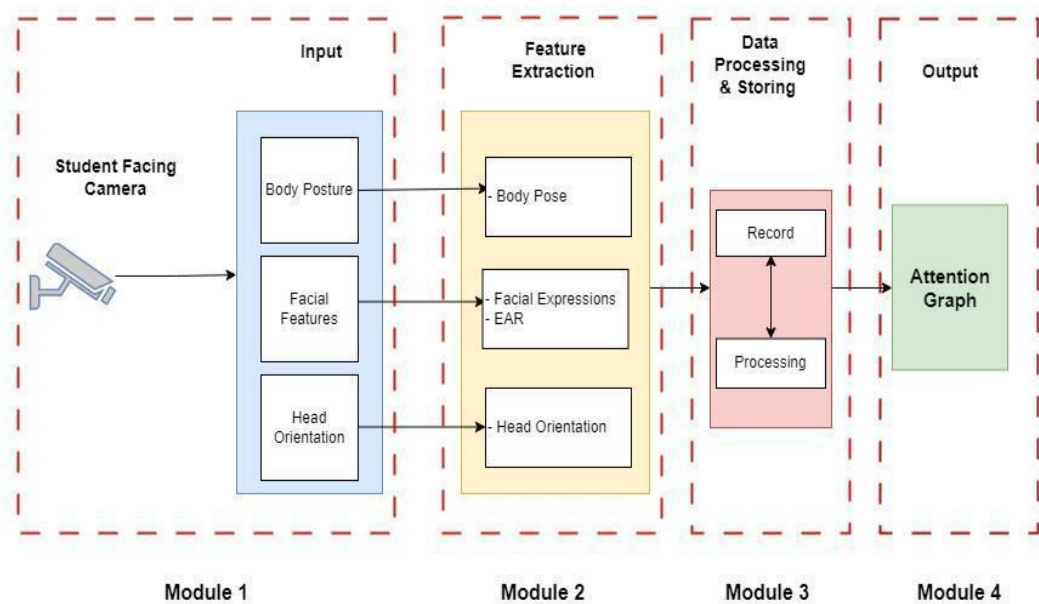 Input
Student Facing
Camera
Body Posture
Facial
Features
Head
Orientation
Feature
Extraction
- Body Pose
- Facial Expressions
- EAR
- Head Orientation
Data
Processing
& Storing
Record
Processing
Output
Attention
Graph
Module 1
Module 2
Module 3
Module 4